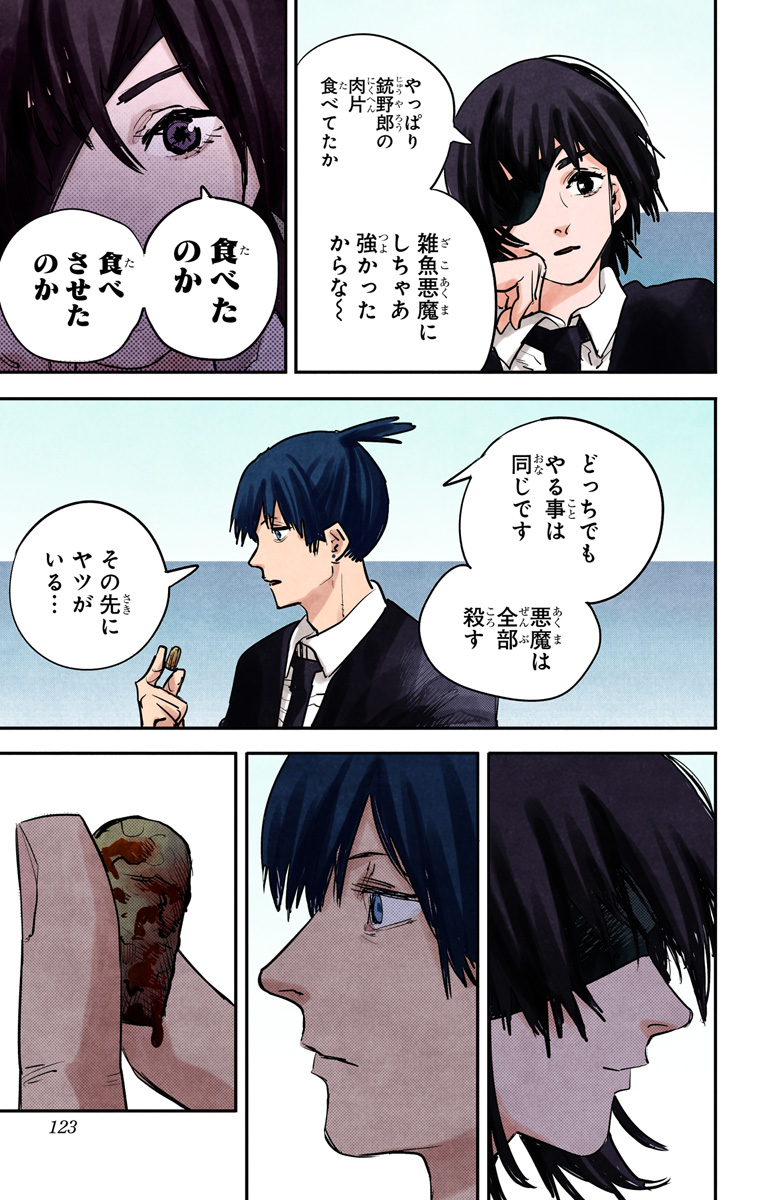 やっぱり
銃野郎の
肉片
食べてたか
雑魚悪魔に
しちゃあ
強かった
からな〜
食べた
のか
食べ
させた
のか
どっちでも
やる事は
同じです
悪魔は
全部
殺す
その先に
ヤツが
いる…
123